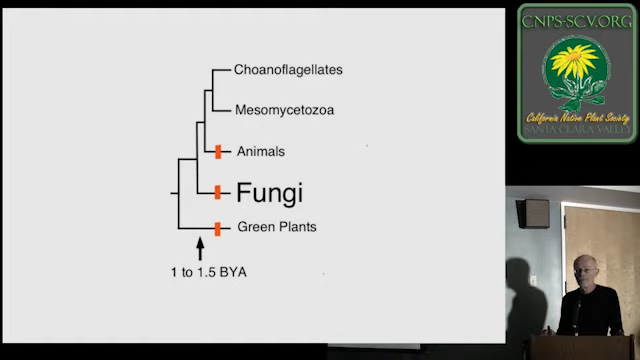 Choanoflagellates
Mesomycetozoa
Animals
Fungi
Green Plants
1 to 1.5 BYA
CNPS-SCV.ORG
California Native Plant Society
SANTA CLARA VALLEY